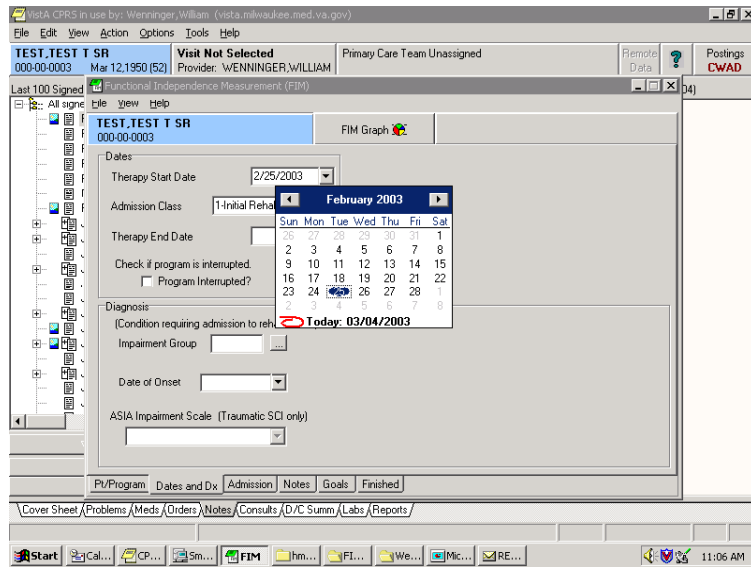 VistA CPRS in use by: Wenninger,William (vista.milwaukee.med.va.gov)
File Edit View Action Options Tools Help
TEST,TEST T SR Visit Not Selected Primary Care Team Unassigned Remote Postings
000-00-0003 Mar 12,1950 (52) Provider: WENNINGER,WILLIAM Data CWAD
Last 100 Signed Functional Independence Measurement (FIM) 04)
All signe File View Help
TEST,TEST T SR
000-00-0003 FIM Graph
Dates
Therapy Start Date 2/25/2003
Admission Class 1-Initial Rehal
Therapy End Date
Check if program is interrupted.
Program Interrupted?
February 2003
Sun Mon Tue Wed Thu Fri Sat
26 27 28 29 30 31 1
2 3 4 5 6 7 8
9 10 11 12 13 14 15
16 17 18 19 20 21 22
23 24 25 26 27 28 1
2 3 4 5 6 7 8
Today: 03/04/2003
Diagnosis
(Condition requiring admission to reh
Impairment Group ...
Date of Onset
ASIA Impairment Scale (Traumatic SCI only)
Pt/Program Dates and Dx Admission Notes Goals Finished
Cover Sheet Problems Meds Orders Notes Consults D/C Summ Labs Reports
Start Cal... CP... Sm... FIM hm... FI... We... Mic... RE... 11:06 AM